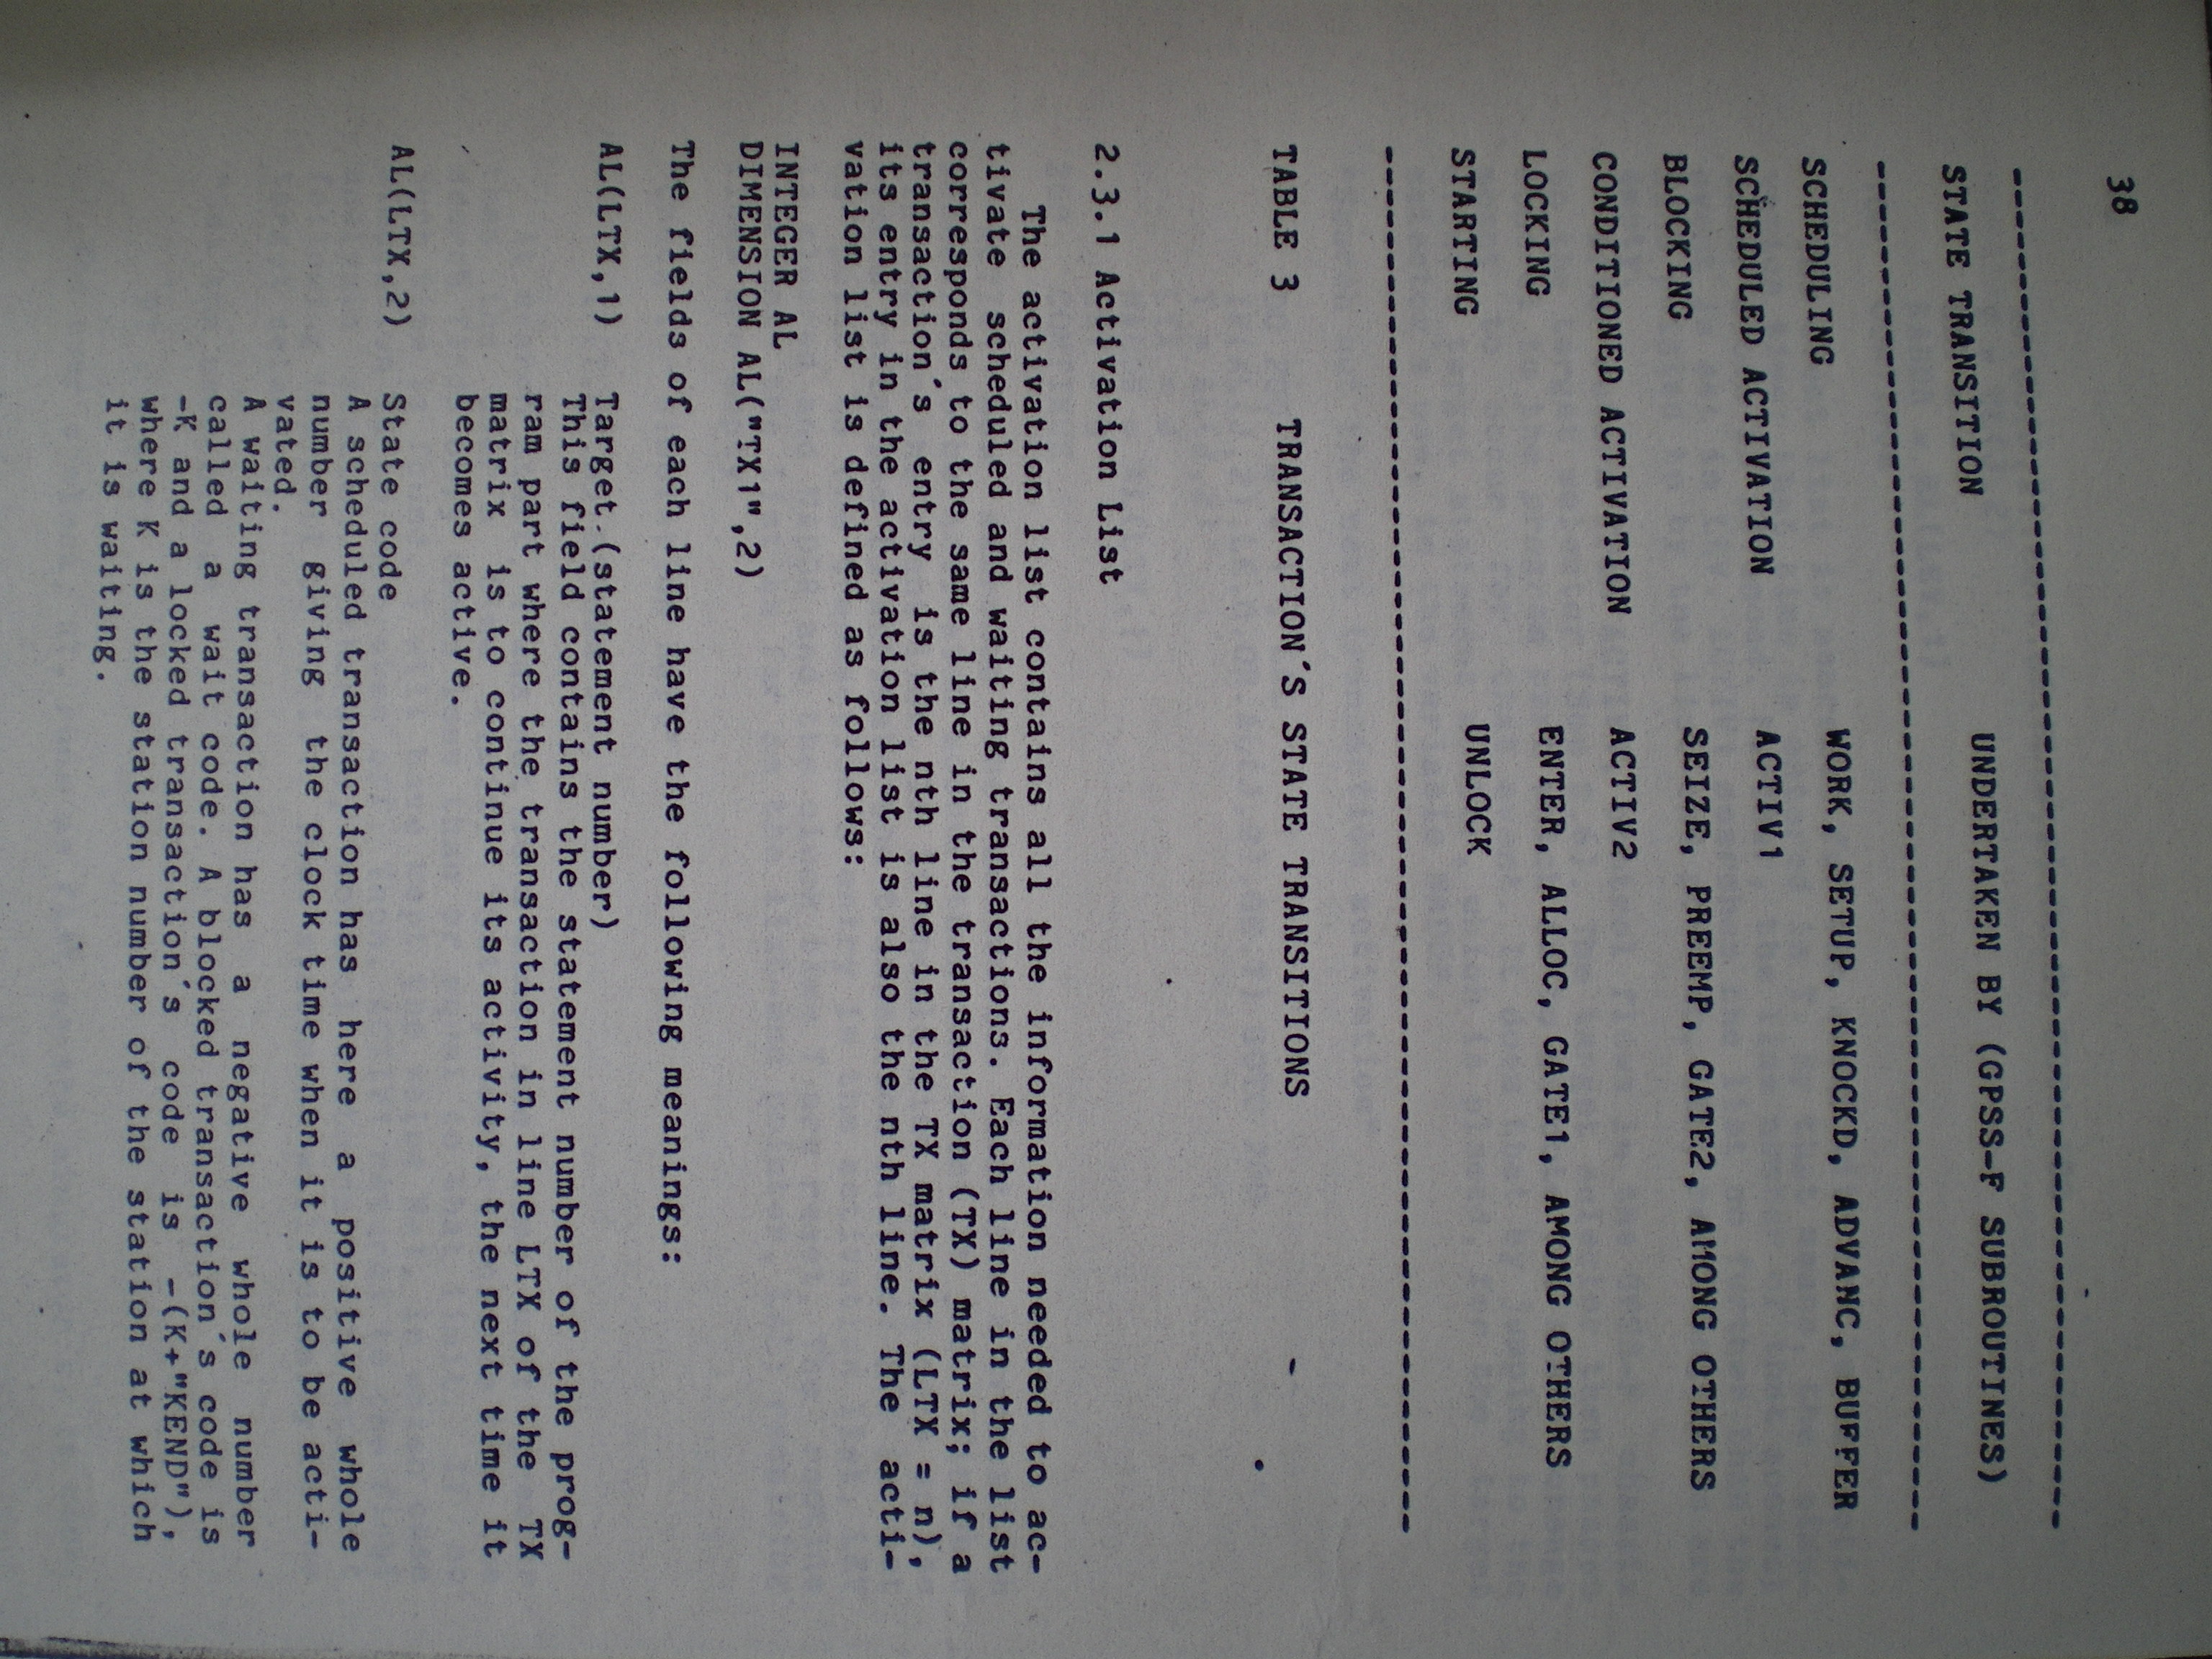 38
STATE TRANSITION UNDERTAKEN BY (GPSS-F SUBROUTINES)
SCHEDULING WORK, SETUP, KNOCKD, ADVANC, BUFFER
SCHEDULED ACTIVATION ACTIV1
BLOCKING SEIZE, PREEMP, GATE2, AMONG OTHERS
CONDITIONED ACTIVATION ACTIV2
LOCKING ENTER, ALLOC, GATE1, AMONG OTHERS
STARTING UNLOCK
TABLE 3 TRANSACTION'S STATE TRANSITIONS
2.3.1 Activation List
The activation list contains all the information needed to ac-
tivate scheduled and waiting transactions. Each line in the list
corresponds to the same line in the transaction (TX) matrix; if a
transaction's entry is the nth line in the TX matrix (LTX = n),
its entry in the activation list is also the nth line. The acti-
vation list is defined as follows:
INTEGER AL
DIMENSION AL("TX1",2)
The fields of each line have the following meanings:
AL(LTX,1) Target (statement number)
This field contains the statement number of the prog-
ram part where the transaction in line LTX of the TX
matrix is to continue its activity, the next time it
becomes active.
AL(LTX,2) State code
A scheduled transaction has here a positive whole
number giving the clock time when it is to be acti-
vated.
A waiting transaction has a negative whole number
called a wait code. A blocked transaction's code is
-K and a locked transaction's code is -(K+"KEND"),
where K is the station number of the station at which
it is waiting.